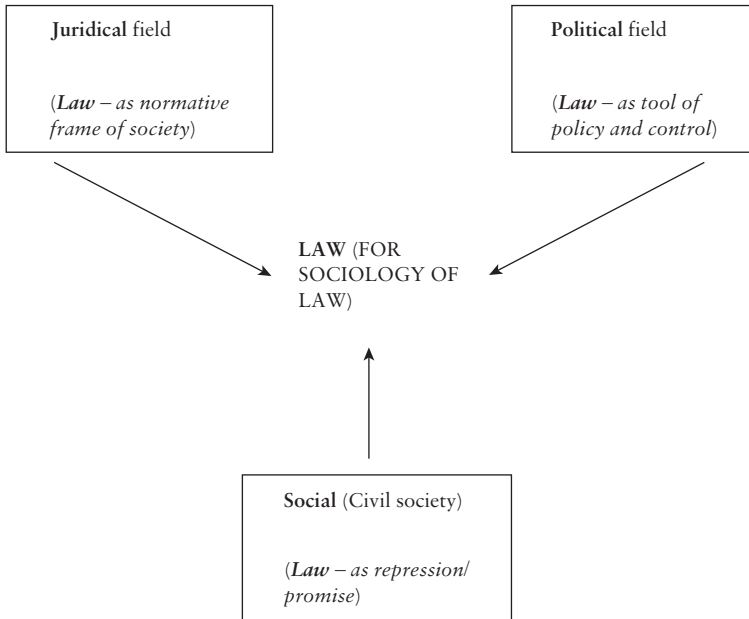 Juridical field
(Law – as normative
frame of society)
Political field
(Law – as tool of
policy and control)
LAW (FOR
SOCIOLOGY OF
LAW)
Social (Civil society)
(Law – as repression/
promise)